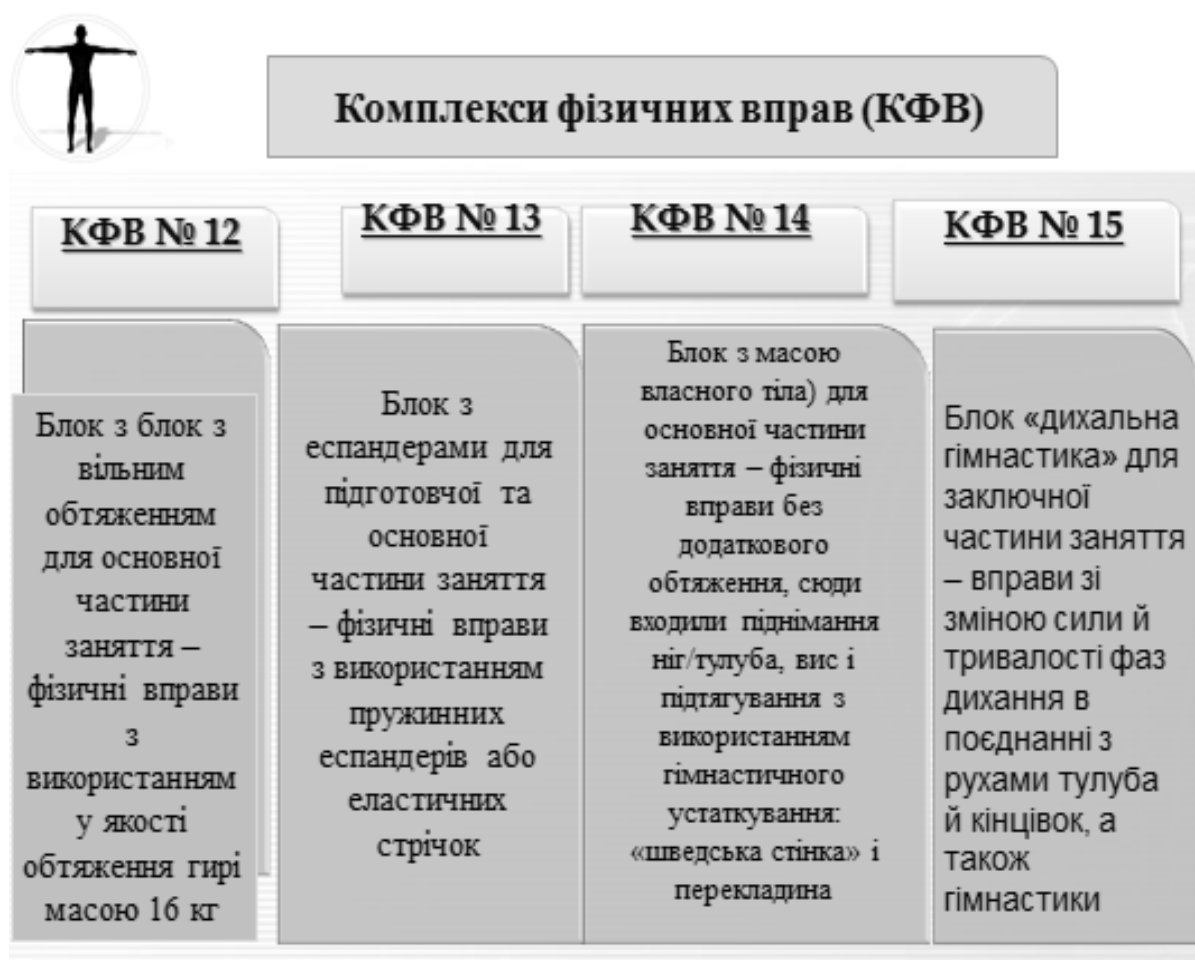 Комплекси фізичних вправ (КФВ)
КФВ № 12
Блок з блок з
вільним
обтяженням
для основної
частини
заняття –
фізичні вправи
з
використанням
у якості
обтяження гирі
масою 16 кг
КФВ № 13
Блок з
еспандерами для
підготовчої та
основної
частини заняття
– фізичні вправи
з використанням
пружинних
еспандерів або
еластичних
стрічок
КФВ № 14
Блок з масою
власного тіла) для
основної частини
заняття – фізичні
вправи без
додаткового
обтяження, сюди
входили піднімання
ніг/тулуба, вис і
підтягування з
використанням
гімнастичного
устаткування:
«шведська стінка» і
перекладина
КФВ № 15
Блок «дихальна
гімнастика» для
заключної
частини заняття
– вправи зі
зміною сили й
тривалості фаз
дихання в
поєднанні з
рухами тулуба
й кінцівок, а
також
гімнастики